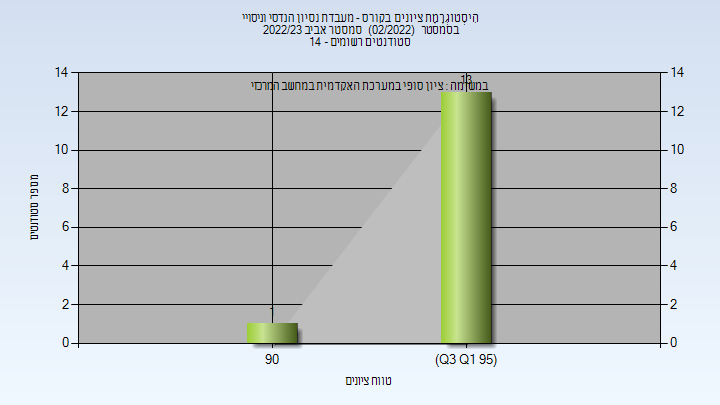 היסטוגרמת ציונים בקורס - מעבדת נסיון הנדסי וניסויי
בסמסטר (02/2022) סמסטר אביב 2022/23
סטודנטים רשומים - 14
במשימה : ציון סופי במערכת האקדמית במחשב המרכזי
מספר סטודנטים
14 14
12 12
10 10
8 8
6 6
4 4
2 2
0 0
13
1
90 (Q3 Q1 95)
טווח ציונים